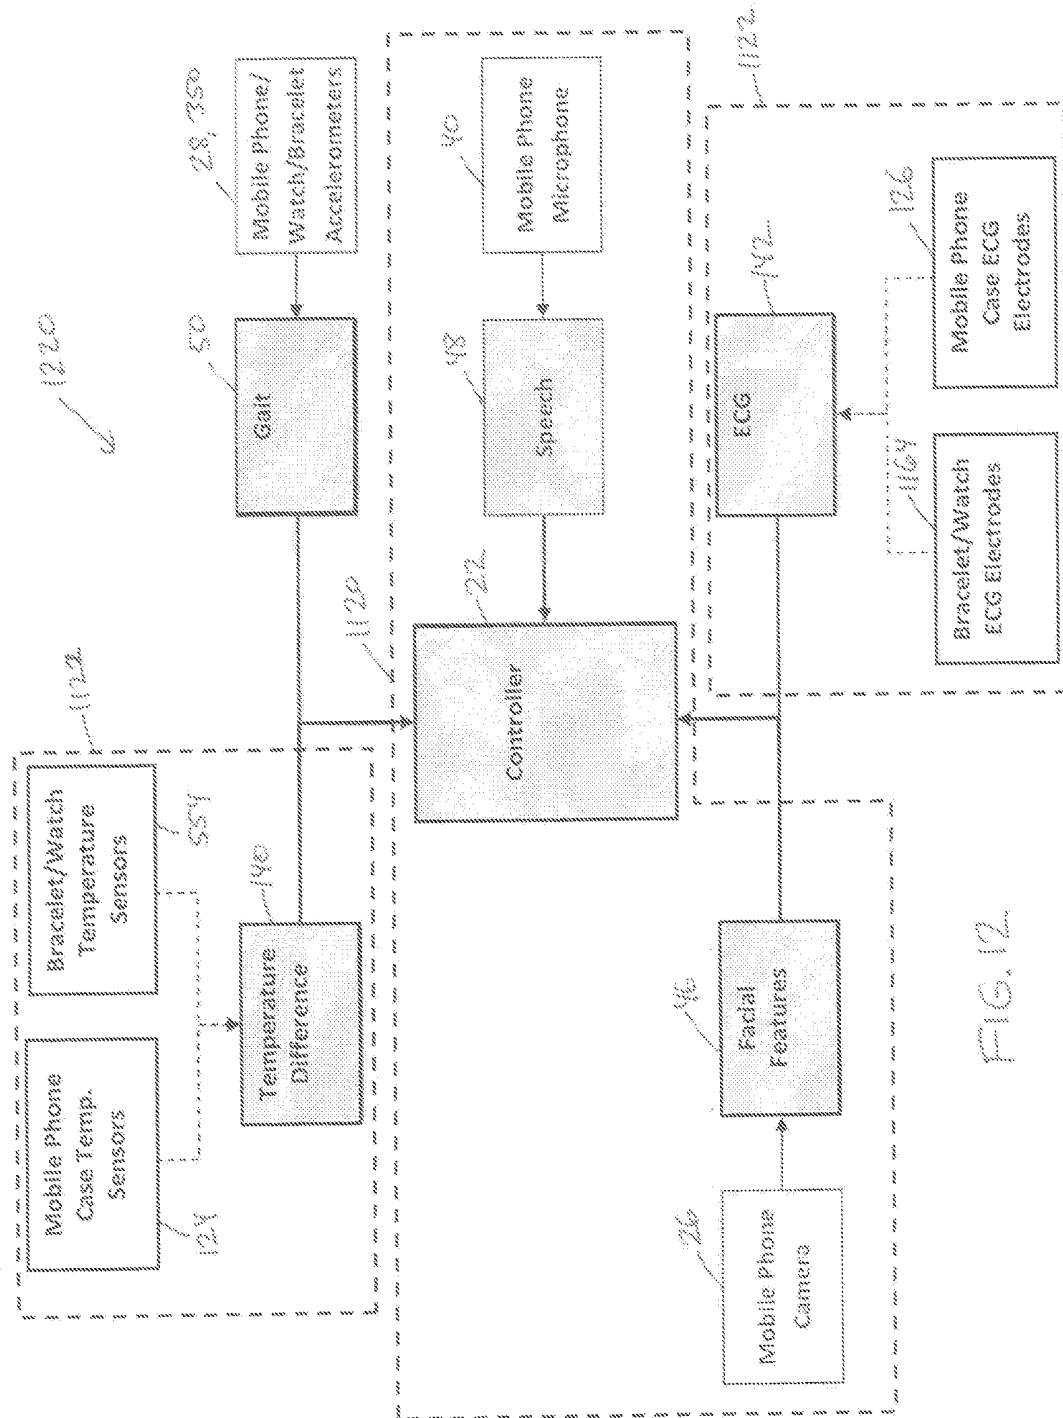 Mobile Phone
Case Temp.
Sensors
124
Bracelet/Watch
Temperature
Sensors
554
1122
1220
Temperature
Difference
140
Gait
50
Mobile Phone/
Watch/Bracelet
Accelerometers
28, 350
1120
Controller
22
Speech
48
Mobile Phone
Microphone
40
Mobile Phone
Camera
26
Facial
Features
46
ECG
142
1122
Bracelet/Watch
ECG Electrodes
1164
Mobile Phone
Case ECG
Electrodes
126
FIG. 12